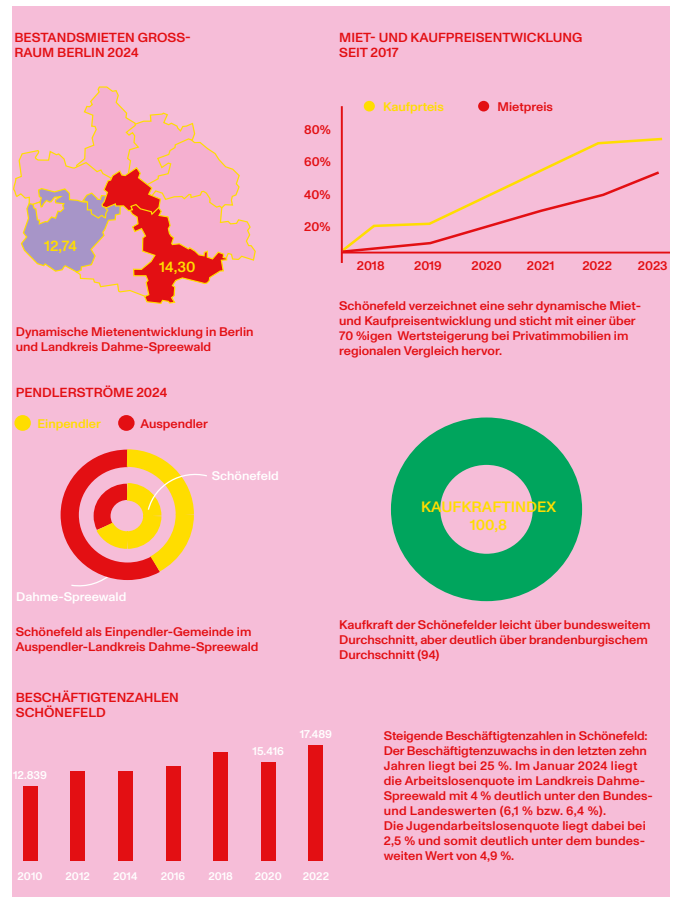 BESTANDSMIETEN GROSS-
RAUM BERLIN 2024
12,74
14,30
Dynamische Mietenentwicklung in Berlin
und Landkreis Dahme-Spreewald
MIET- UND KAUFPREISENTWICKLUNG
SEIT 2017
Kaufpreis
Mietpreis
80%
60%
40%
20%
2018 2019 2020 2021 2022 2023
Schönefeld verzeichnet eine sehr dynamische Miet-
und Kaufpreisentwicklung und sticht mit einer über
70 %igen Wertsteigerung bei Privatimmobilien im
regionalen Vergleich hervor.
PENDLERSTRÖME 2024
Einpendler
Auspendler
Schönefeld
Dahme-Spreewald
Schönefeld als Einpendler-Gemeinde im
Auspendler-Landkreis Dahme-Spreewald
KAUFKRAFTINDEX
100,8
Kaufkraft der Schönefelder leicht über bundesweitem
Durchschnitt, aber deutlich über brandenburgischem
Durchschnitt (94)
BESCHÄFTIGTENZAHLEN
SCHÖNEFELD
12.839
15.416
17.489
2010 2012 2014 2016 2018 2020 2022
Steigende Beschäftigtenzahlen in Schönefeld:
Der Beschäftigtenzuwachs in den letzten zehn
Jahren liegt bei 25 %. Im Januar 2024 liegt
die Arbeitslosenquote im Landkreis Dahme-
Spreewald mit 4 % deutlich unter den Bundes-
und Landeswerten (6,1 % bzw. 6,4 %).
Die Jugendarbeitslosenquote liegt dabei bei
2,5 % und somit deutlich unter dem bundes-
weiten Wert von 4,9 %.